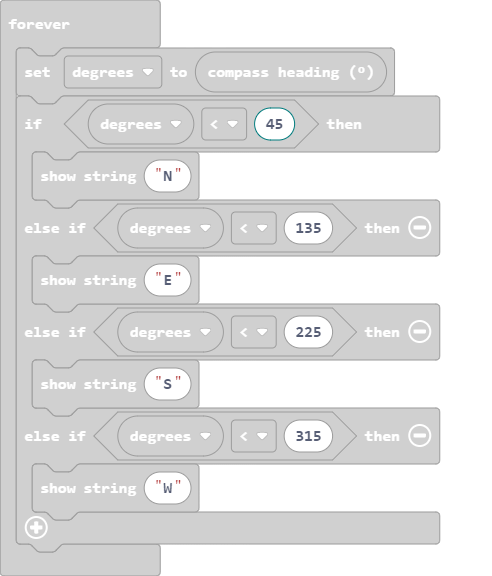 forever
set degrees to compass heading (º)
if degrees < 45 then
show string "N"
else if degrees < 135 then
show string "E"
else if degrees < 225 then
show string "S"
else if degrees < 315 then
show string "W"